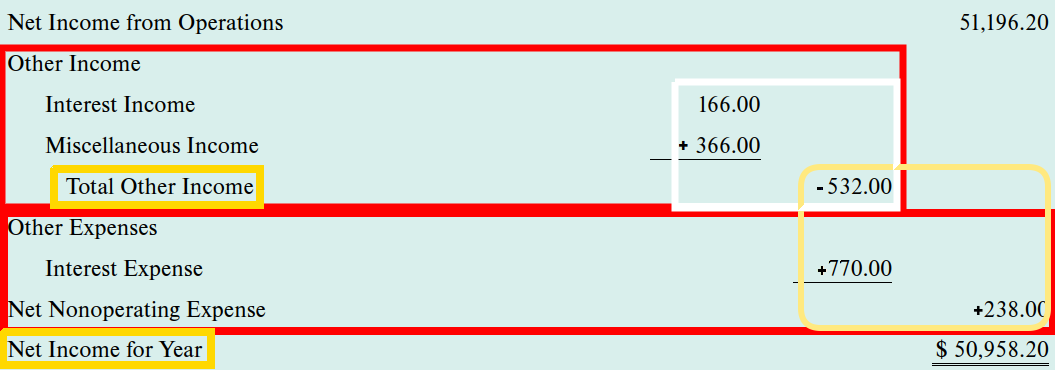 Net Income from Operations 51,196.20
Other Income
Interest Income 166.00
Miscellaneous Income + 366.00
Total Other Income -532.00
Other Expenses
Interest Expense +770.00
Net Nonoperating Expense +238.00
Net Income for Year $ 50,958.20